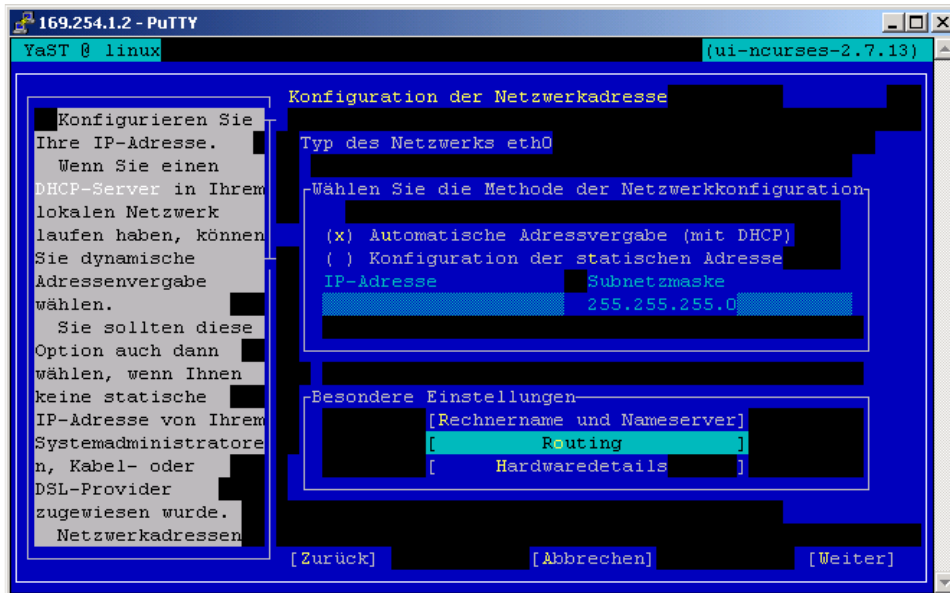 169.254.1.2 - PuTTY
YaST @ linux (ui-ncurses-2.7.13)
Konfigurieren Sie
Ihre IP-Adresse.
Wenn Sie einen
DHCP-Server in Ihrem
lokalen Netzwerk
laufen haben, können
Sie dynamische
Adressenvergabe
wählen.
Sie sollten diese
Option auch dann
wählen, wenn Ihnen
keine statische
IP-Adresse von Ihrem
Systemadministratore
n, Kabel- oder
DSL-Provider
zugewiesen wurde.
Netzwerkadressen
Konfiguration der Netzwerkadresse
Typ des Netzwerks eth0
Wählen Sie die Methode der Netzwerkkonfiguration
(x) Automatische Adressvergabe (mit DHCP)
( ) Konfiguration der statischen Adresse
IP-Adresse Subnetzmaske
255.255.255.0
Besondere Einstellungen
[Rechnername und Nameserver]
[ Routing ]
[ Hardwaredetails ]
[Zurück] [Abbrechen] [Weiter]